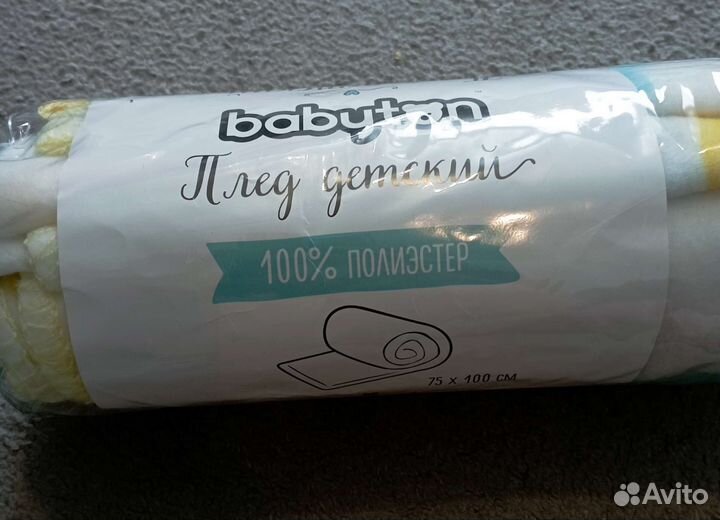 babyton
Плед детский
100% ПОЛИЭСТЕР
75 х 100 см
Avito